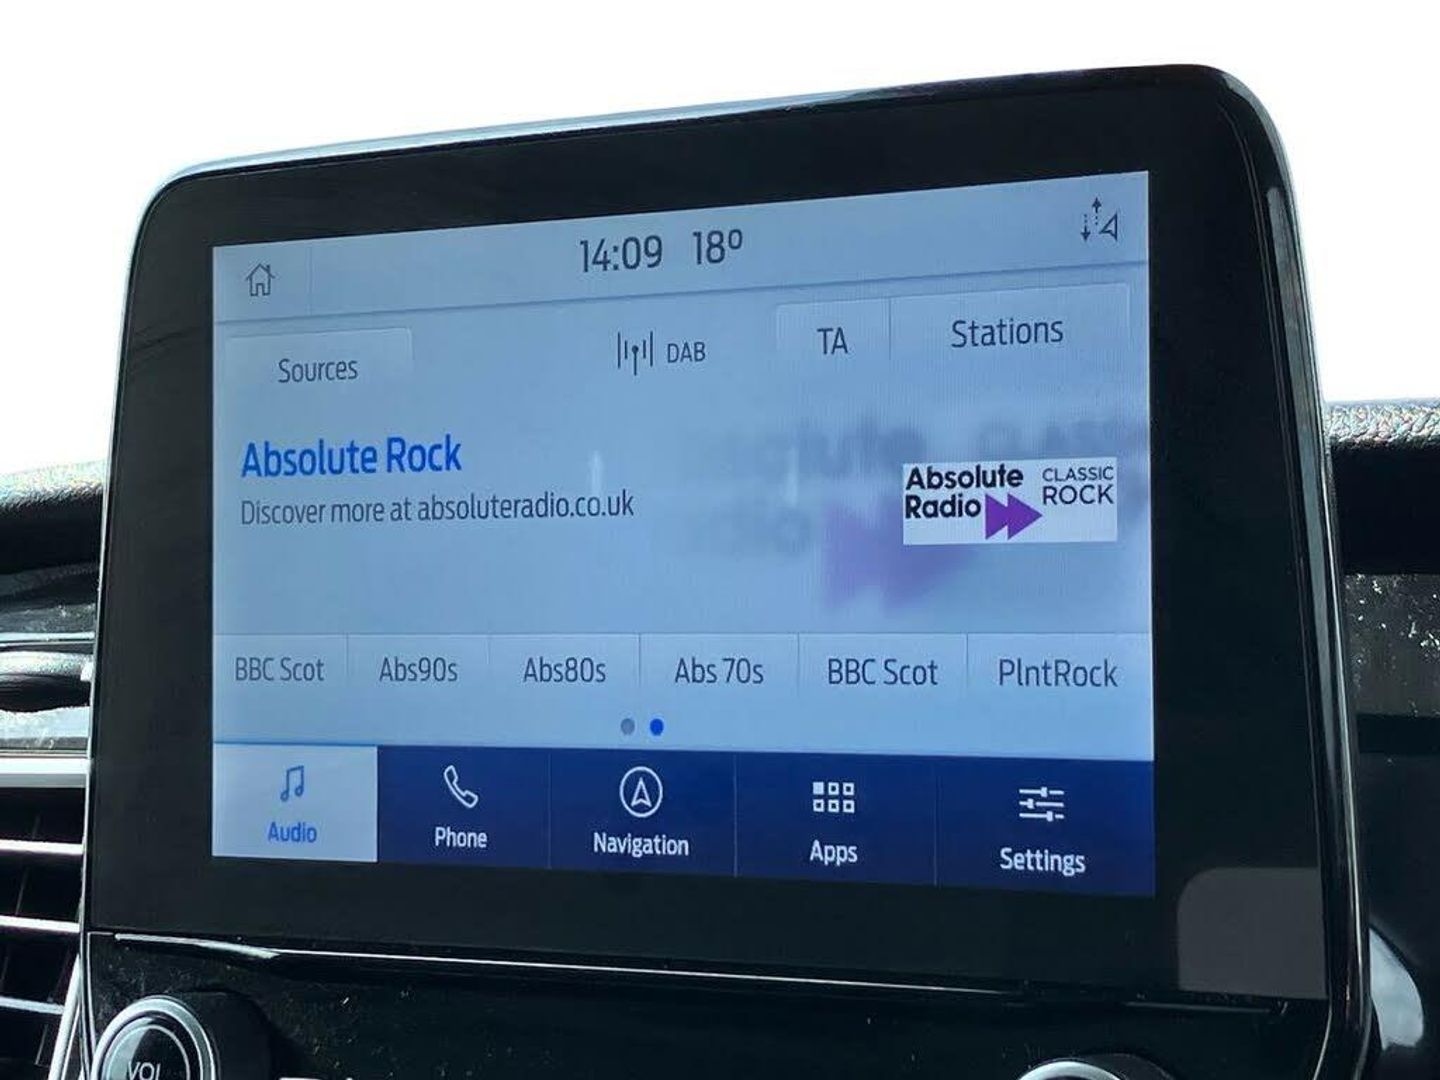 14:09 18°
Sources
DAB
TA
Stations
Absolute Rock
Discover more at absoluteradio.co.uk
Absolute
Radio
CLASSIC
ROCK
BBC Scot
Abs90s
Abs80s
Abs 70s
BBC Scot
PlntRock
Audio
Phone
Navigation
Apps
Settings
VOL